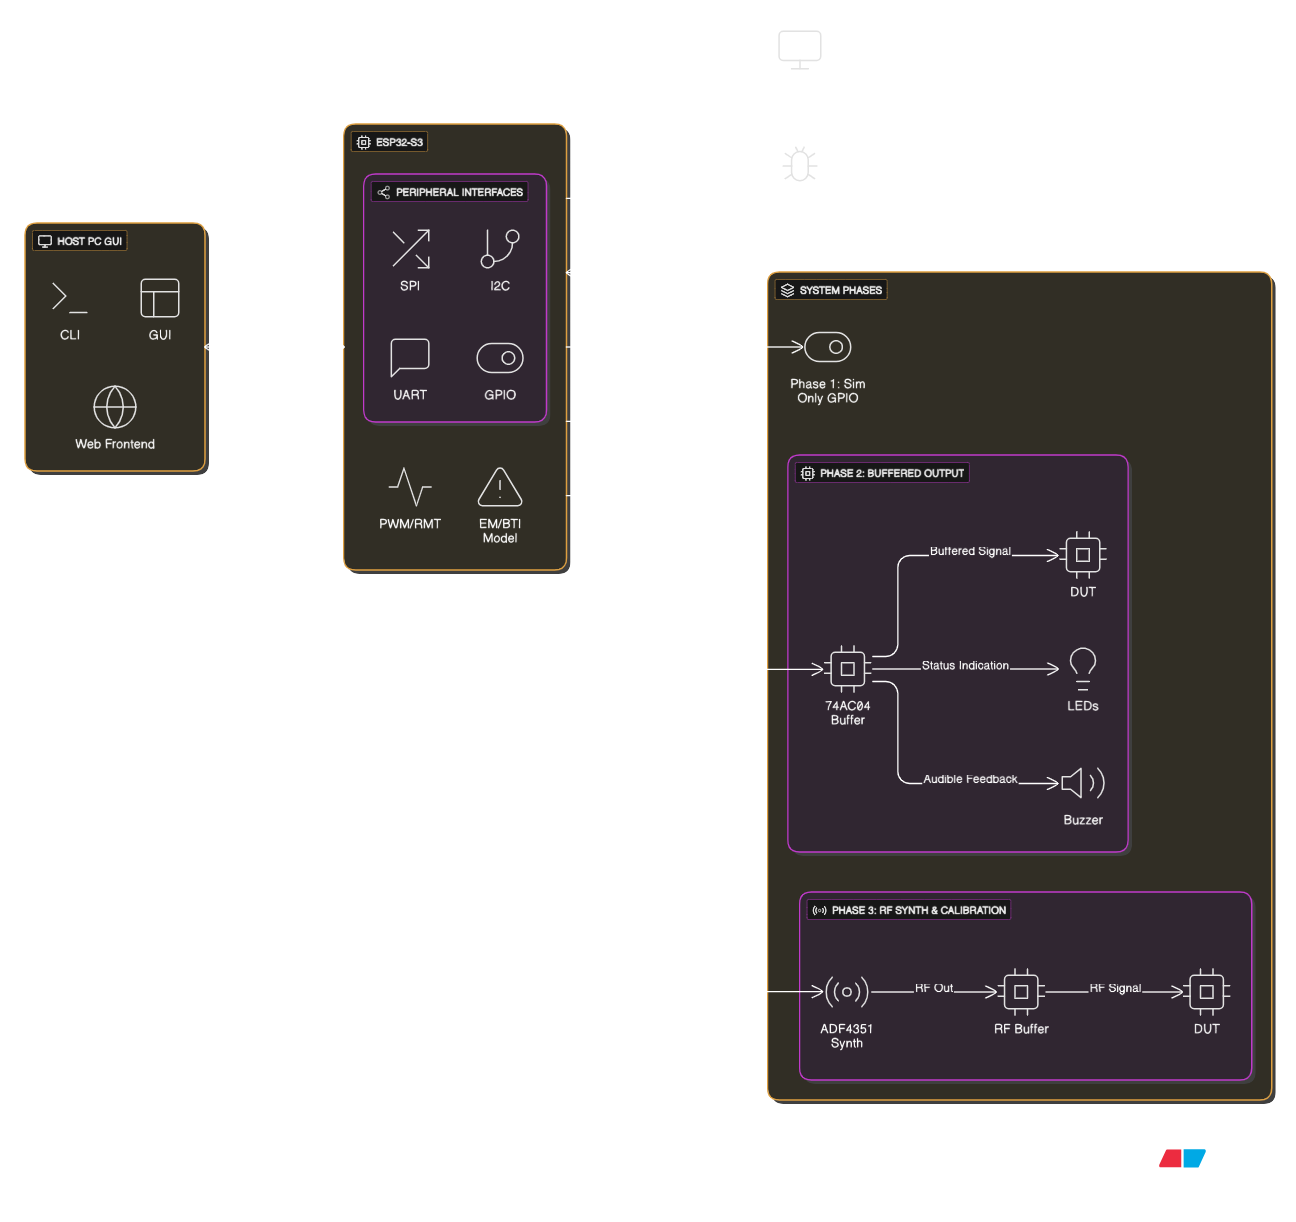 ESP32-S3
PERIPHERAL INTERFACES
SPI
I2C
UART
GPIO
PWM/RMT
EM/BTI
Model
HOST PC GUI
CLI
GUI
Web Frontend
SYSTEM PHASES
Phase 1: Sim
Only GPIO
PHASE 2: BUFFERED OUTPUT
Buffered Signal
DUT
Status Indication
74AC04
Buffer
LEDs
Audible Feedback
Buzzer
PHASE 3: RF SYNTH & CALIBRATION
RF Out
RF Signal
ADF4351
Synth
RF Buffer
DUT